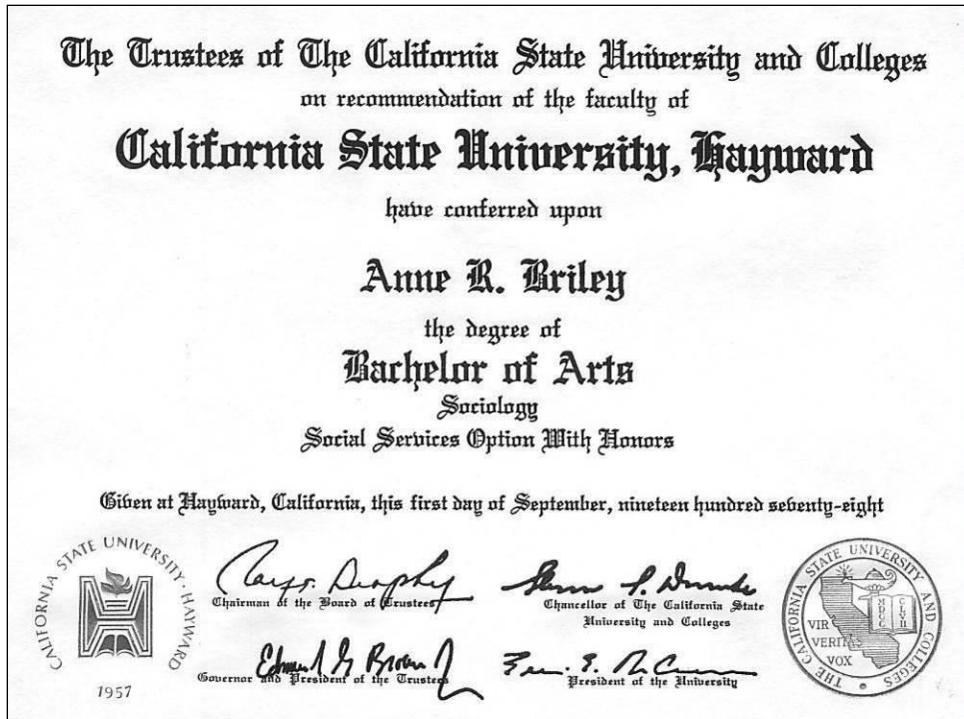 The Trustees of The California State University and Colleges
on recommendation of the faculty of
California State University, Hayward
have conferred upon
Anne R. Briley
the degree of
Bachelor of Arts
Sociology
Social Services Option With Honors
Given at Hayward, California, this first day of September, nineteen hundred seventy-eight
CALIFORNIA STATE UNIVERSITY · HAYWARD
1957
Chairman of the Board of Trustees
Chancellor of The California State
University and Colleges
Edmund G. Brown Jr
Governor and President of the Trustees
President of the University
THE CALIFORNIA STATE UNIVERSITY AND COLLEGES
VIR
VERITAS
VOX